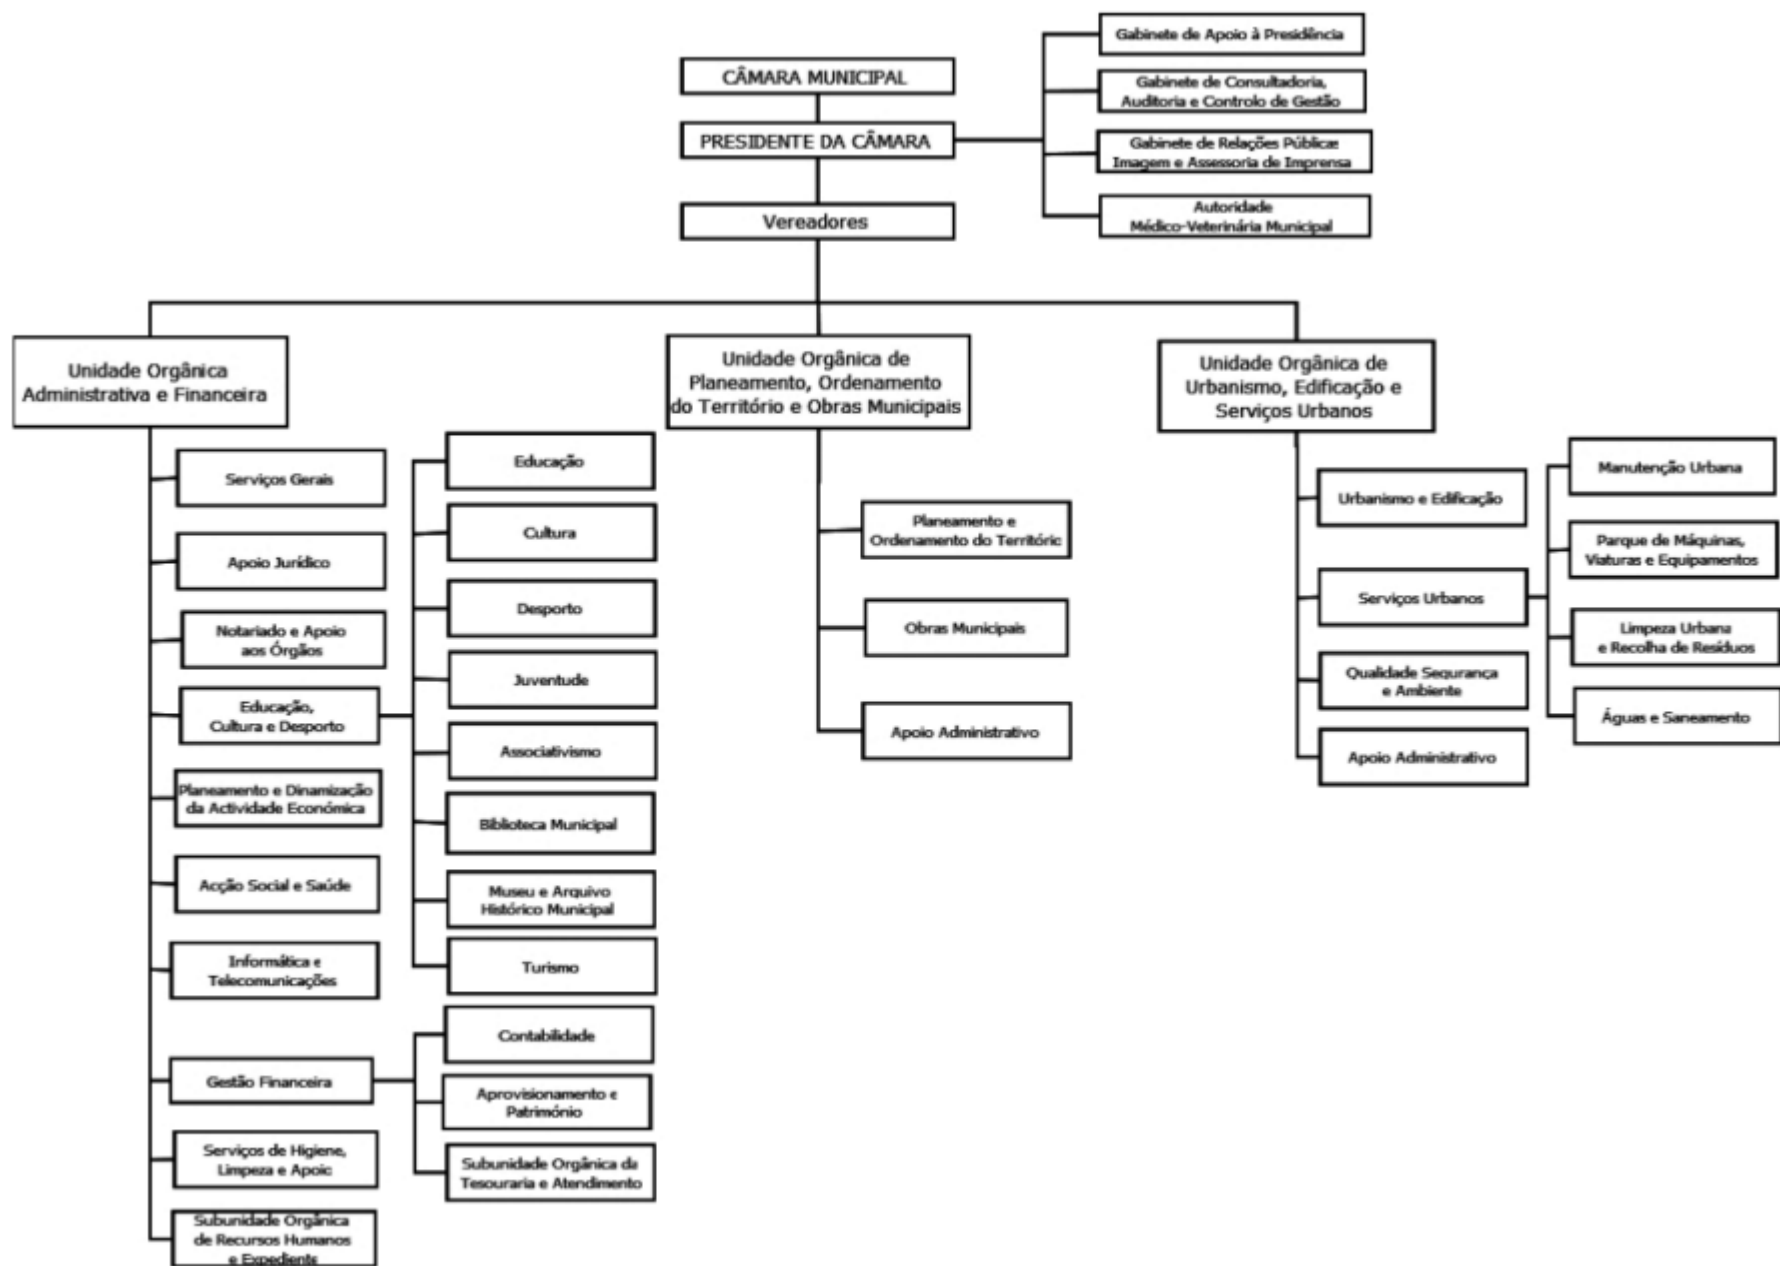 CÂMARA MUNICIPAL
PRESIDENTE DA CÂMARA
Vereadores
Gabinete de Apoio à Presidência
Gabinete de Consultadoria,
Auditoria e Controlo de Gestão
Gabinete de Relações Públicas
Imagem e Assessoria de Imprensa
Autoridade
Médico-Veterinária Municipal
Unidade Orgânica
Administrativa e Financeira
Serviços Gerais
Apoio Jurídico
Notariado e Apoio
aos Órgãos
Educação,
Cultura e Desporto
Educação
Cultura
Desporto
Juventude
Associativismo
Biblioteca Municipal
Museu e Arquivo
Histórico Municipal
Turismo
Planeamento e Dinamização
da Actividade Económica
Acção Social e Saúde
Informática e
Telecomunicações
Gestão Financeira
Contabilidade
Aprovisionamento e
Património
Subunidade Orgânica da
Tesouraria e Atendimento
Serviços de Higiene,
Limpeza e Apoio
Subunidade Orgânica
de Recursos Humanos
e Expediente
Unidade Orgânica de
Planeamento, Ordenamento
do Território e Obras Municipais
Planeamento e
Ordenamento do Território
Obras Municipais
Apoio Administrativo
Unidade Orgânica de
Urbanismo, Edificação e
Serviços Urbanos
Urbanismo e Edificação
Serviços Urbanos
Manutenção Urbana
Parque de Máquinas,
Viaturas e Equipamentos
Limpeza Urbana
e Recolha de Resíduos
Águas e Saneamento
Qualidade Segurança
e Ambiente
Apoio Administrativo